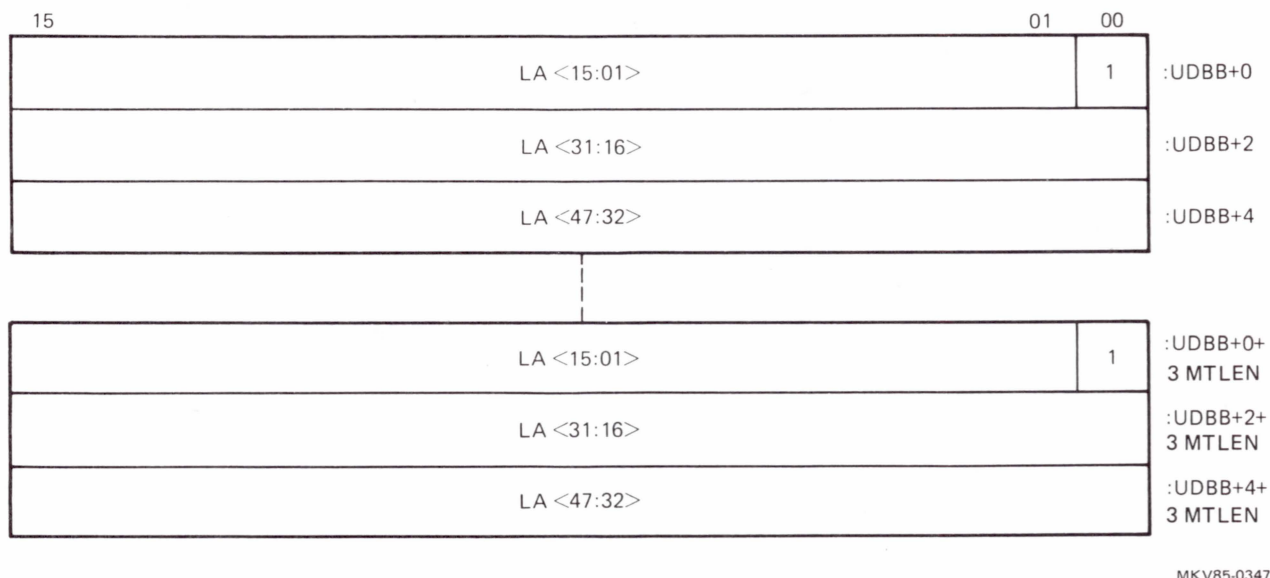 15 01 00
LA <15:01> 1 :UDBB+0
LA <31:16> :UDBB+2
LA <47:32> :UDBB+4
LA <15:01> 1 :UDBB+0+
3 MTLEN
LA <31:16> :UDBB+2+
3 MTLEN
LA <47:32> :UDBB+4+
3 MTLEN
MKV85-0347